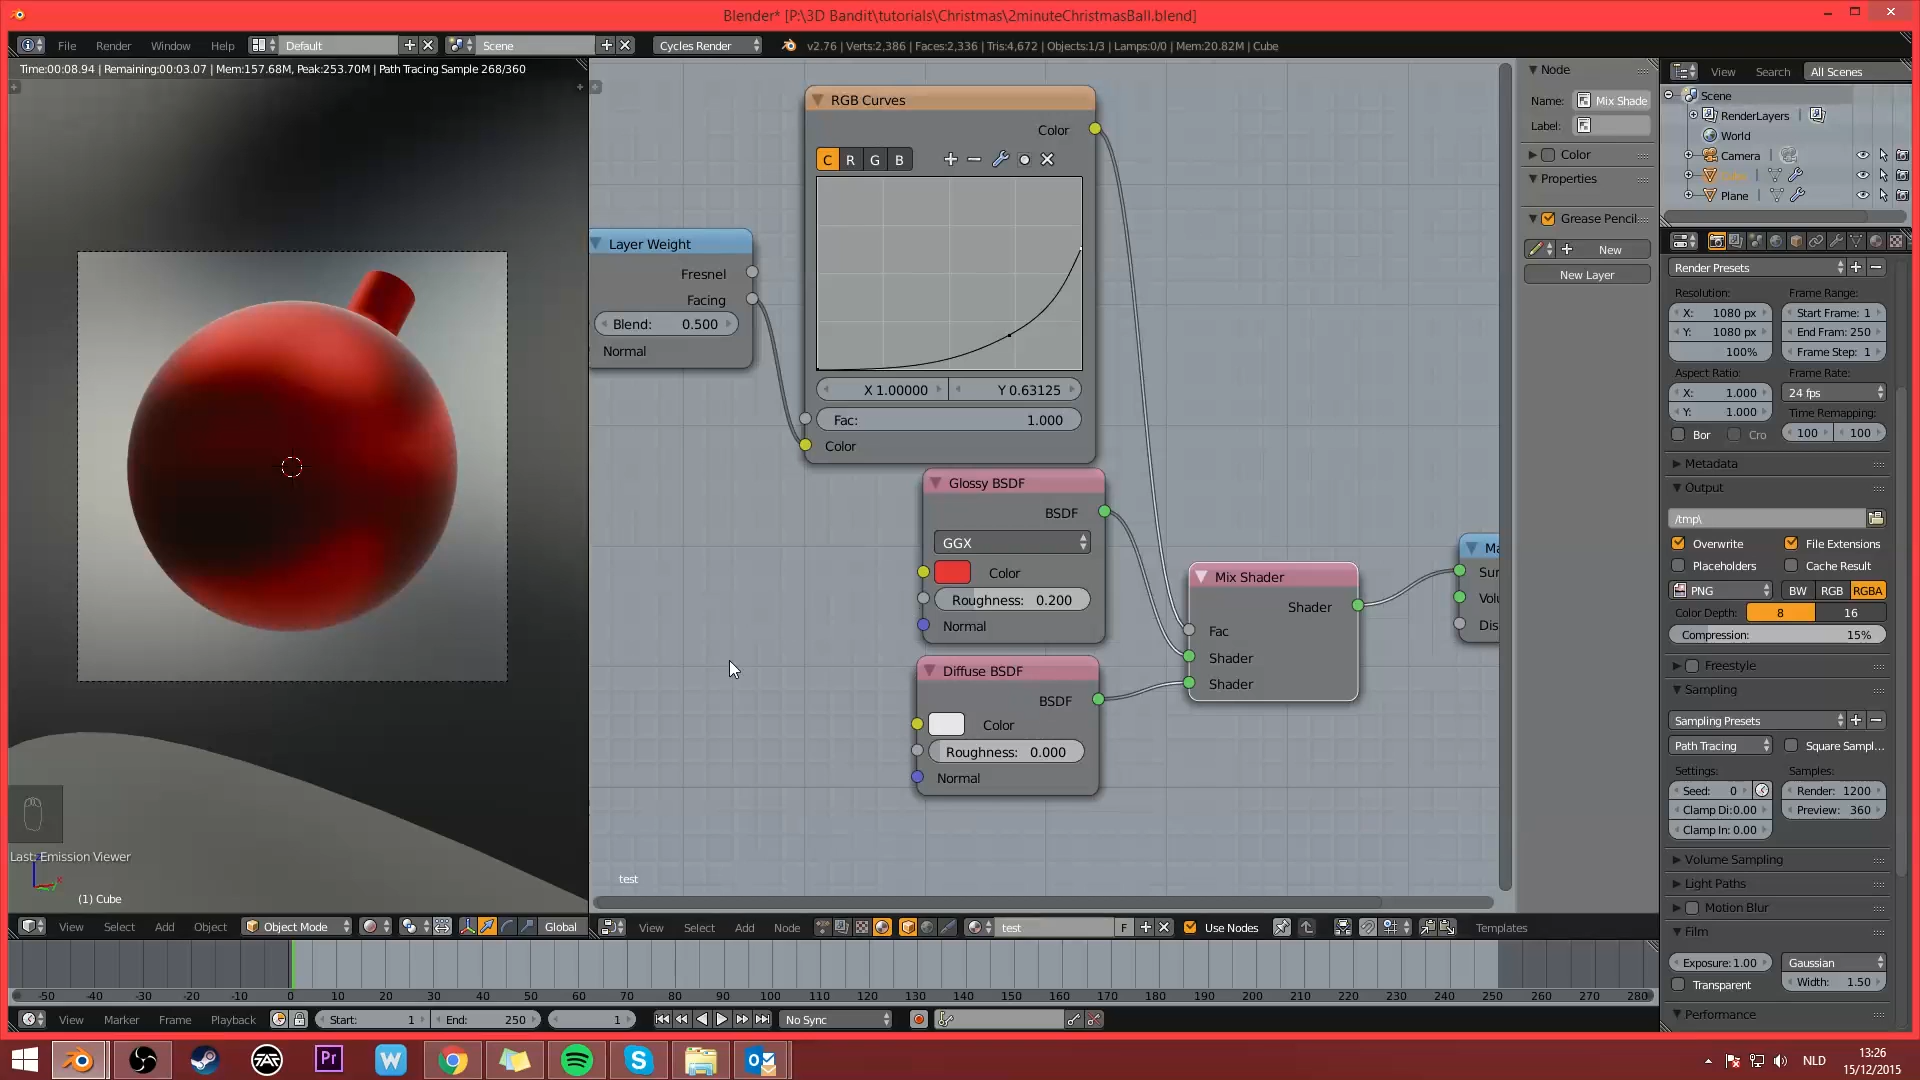 Blender* [P:\3D Bandit\tutorials\Christmas\2minuteChristmasBall.blend]
File Render Window Help Default Scene Cycles Render v2.76 | Verts:2,386 | Faces:2,336 | Tris:4,672 | Objects:1/3 | Lamps:0/0 | Mem:20.82M | Cube
Time:00:08.94 | Remaining:00:03.07 | Mem:157.68M, Peak:253.70M | Path Tracing Sample 268/360
Last: Emission Viewer
(1) Cube
View Select Add Object Object Mode Global
RGB Curves
Color
C R G B
X 1.00000 Y 0.63125
Fac: 1.000
Color
Layer Weight
Fresnel
Facing
Blend: 0.500
Normal
Glossy BSDF
BSDF
GGX
Color
Roughness: 0.200
Normal
Diffuse BSDF
BSDF
Color
Roughness: 0.000
Normal
Mix Shader
Shader
Fac
Shader
Shader
Ma
Sur
Volu
Dis
test
View Select Add Node test F Use Nodes Templates
Node
Name: Mix Shade
Label:
Color
Properties
Grease Pencil
New
New Layer
View Search All Scenes
Scene
RenderLayers
World
Camera
Plane
Render Presets
Resolution: Frame Range:
X: 1080 px Start Frame: 1
Y: 1080 px End Fram: 250
100% Frame Step: 1
Aspect Ratio: Frame Rate:
X: 1.000 24 fps
Y: 1.000 Time Remapping:
Bor Cro 100 100
Metadata
Output
/tmp\
Overwrite File Extensions
Placeholders Cache Result
PNG BW RGB RGBA
Color Depth: 8 16
Compression: 15%
Freestyle
Sampling
Sampling Presets
Path Tracing Square Sampl...
Settings: Samples:
Seed: 0 Render: 1200
Clamp Di:0.00 Preview: 360
Clamp In: 0.00
Volume Sampling
Light Paths
Motion Blur
Film
Exposure: 1.00 Gaussian
Transparent Width: 1.50
Performance
-50 -40 -30 -20 -10 0 10 20 30 40 50 60 70 80 90 100 110 120 130 140 150 160 170 180 190 200 210 220 230 240 250 260 270 280
View Marker Frame Playback Start: 1 End: 250 1 No Sync
Pr W NLD 13:26
15/12/2015